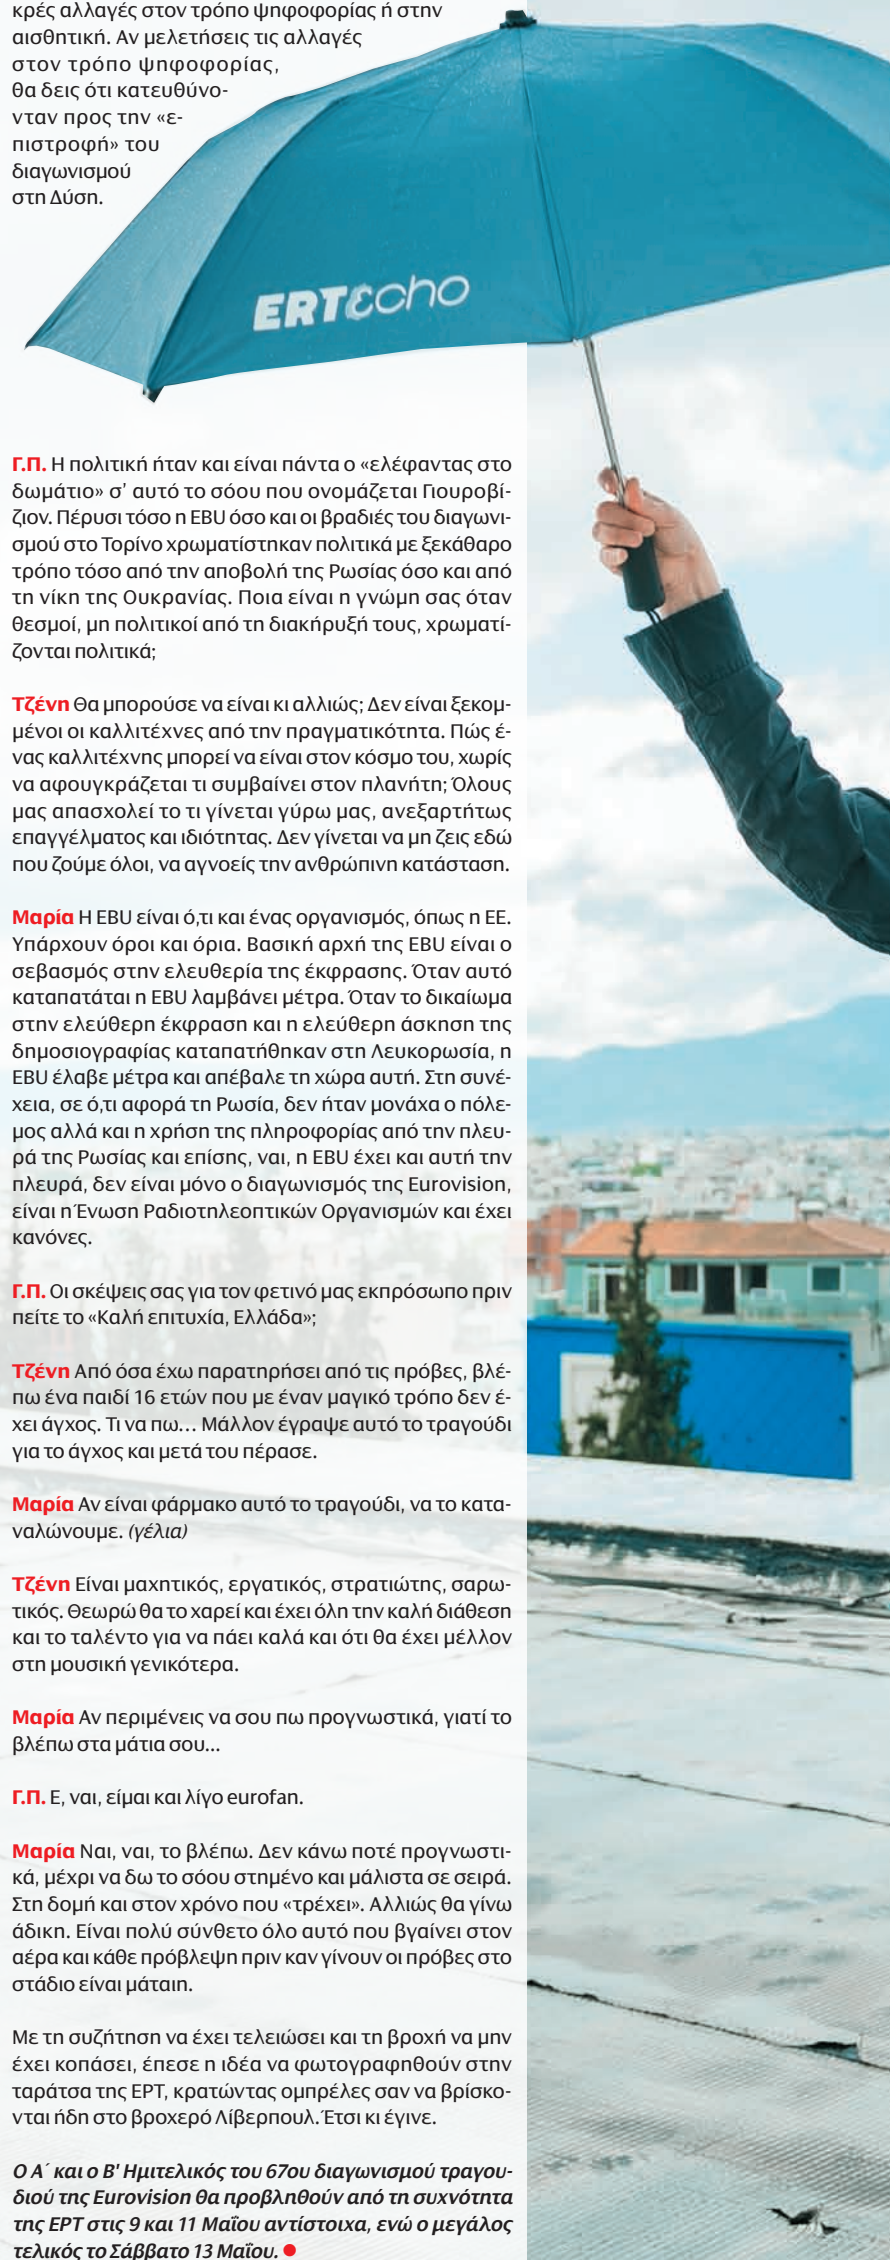 κρές αλλαγές στον τρόπο ψηφοφορίας ή στην
αισθητική. Αν μελετήσεις τις αλλαγές
στον τρόπο ψηφοφορίας,
θα δεις ότι κατευθύνο-
νταν προς την «ε-
πιστροφή» του
διαγωνισμού
στη Δύση.
ERTεcho
Γ.Π. Η πολιτική ήταν και είναι πάντα ο «ελέφαντας στο
δωμάτιο» σ’ αυτό το σόου που ονομάζεται Γιουροβί-
ζιον. Πέρυσι τόσο η EBU όσο και οι βραδιές του διαγωνι-
σμού στο Τορίνο χρωματίστηκαν πολιτικά με ξεκάθαρο
τρόπο τόσο από την αποβολή της Ρωσίας όσο και από
τη νίκη της Ουκρανίας. Ποια είναι η γνώμη σας όταν
θεσμοί, μη πολιτικοί από τη διακήρυξή τους, χρωματί-
ζονται πολιτικά;
Τζένη Θα μπορούσε να είναι κι αλλιώς; Δεν είναι ξεκομ-
μένοι οι καλλιτέχνες από την πραγματικότητα. Πώς έ-
νας καλλιτέχνης μπορεί να είναι στον κόσμο του, χωρίς
να αφουγκράζεται τι συμβαίνει στον πλανήτη; Όλους
μας απασχολεί το τι γίνεται γύρω μας, ανεξαρτήτως
επαγγέλματος και ιδιότητας. Δεν γίνεται να μη ζεις εδώ
που ζούμε όλοι, να αγνοείς την ανθρώπινη κατάσταση.
Μαρία Η EBU είναι ό,τι και ένας οργανισμός, όπως η ΕΕ.
Υπάρχουν όροι και όρια. Βασική αρχή της EBU είναι ο
σεβασμός στην ελευθερία της έκφρασης. Όταν αυτό
καταπατάται η EBU λαμβάνει μέτρα. Όταν το δικαίωμα
στην ελεύθερη έκφραση και η ελεύθερη άσκηση της
δημοσιογραφίας καταπατήθηκαν στη Λευκορωσία, η
EBU έλαβε μέτρα και απέβαλε τη χώρα αυτή. Στη συνέ-
χεια, σε ό,τι αφορά τη Ρωσία, δεν ήταν μονάχα ο πόλε-
μος αλλά και η χρήση της πληροφορίας από την πλευ-
ρά της Ρωσίας και επίσης, ναι, η EBU έχει και αυτή την
πλευρά, δεν είναι μόνο ο διαγωνισμός της Eurovision,
είναι η Ένωση Ραδιοτηλεοπτικών Οργανισμών και έχει
κανόνες.
Γ.Π. Οι σκέψεις σας για τον φετινό μας εκπρόσωπο πριν
πείτε το «Καλή επιτυχία, Ελλάδα»;
Τζένη Από όσα έχω παρατηρήσει από τις πρόβες, βλέ-
πω ένα παιδί 16 ετών που με έναν μαγικό τρόπο δεν έ-
χει άγχος. Τι να πω... Μάλλον έγραψε αυτό το τραγούδι
για το άγχος και μετά του πέρασε.
Μαρία Αν είναι φάρμακο αυτό το τραγούδι, να το κατα-
ναλώνουμε. (γέλια)
Τζένη Είναι μαχητικός, εργατικός, στρατιώτης, σαρω-
τικός. Θεωρώ θα το χαρεί και έχει όλη την καλή διάθεση
και το ταλέντο για να πάει καλά και ότι θα έχει μέλλον
στη μουσική γενικότερα.
Μαρία Αν περιμένεις να σου πω προγνωστικά, γιατί το
βλέπω στα μάτια σου...
Γ.Π. Ε, ναι, είμαι και λίγο eurofan.
Μαρία Ναι, ναι, το βλέπω. Δεν κάνω ποτέ προγνωστι-
κά, μέχρι να δω το σόου στημένο και μάλιστα σε σειρά.
Στη δομή και στον χρόνο που «τρέχει». Αλλιώς θα γίνω
άδικη. Είναι πολύ σύνθετο όλο αυτό που βγαίνει στον
αέρα και κάθε πρόβλεψη πριν καν γίνουν οι πρόβες στο
στάδιο είναι μάταιη.
Με τη συζήτηση να έχει τελειώσει και τη βροχή να μην
έχει κοπάσει, έπεσε η ιδέα να φωτογραφηθούν στην
ταράτσα της ΕΡΤ, κρατώντας ομπρέλες σαν να βρίσκο-
νται ήδη στο βροχερό Λίβερπουλ. Έτσι κι έγινε.
Ο Α΄ και ο Β' Ημιτελικός του 67ου διαγωνισμού τραγου-
διού της Eurovision θα προβληθούν από τη συχνότητα
της ΕΡΤ στις 9 και 11 Μαΐου αντίστοιχα, ενώ ο μεγάλος
τελικός το Σάββατο 13 Μαΐου.